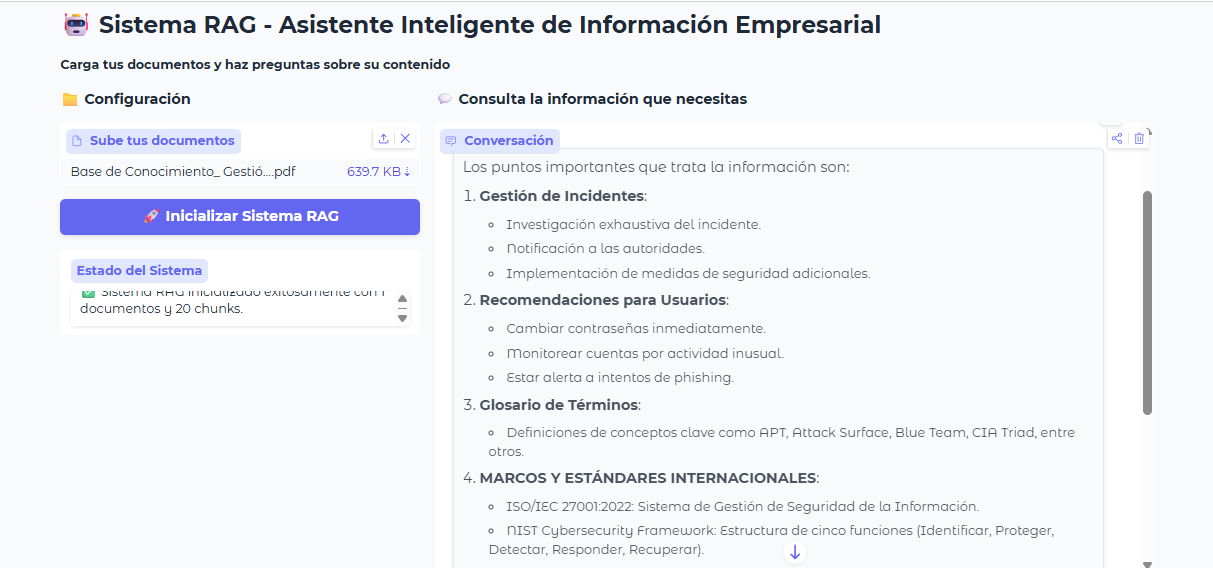 Sistema RAG - Asistente Inteligente de Información Empresarial
Carga tus documentos y haz preguntas sobre su contenido
Configuración
Sube tus documentos
Base de Conocimiento_ Gestió....pdf 639.7 KB ↓
Inicializar Sistema RAG
Estado del Sistema
Sistema RAG inicializado exitosamente con 1
documentos y 20 chunks.
Consulta la información que necesitas
Conversación
Los puntos importantes que trata la información son:
1. Gestión de Incidentes:
Investigación exhaustiva del incidente.
Notificación a las autoridades.
Implementación de medidas de seguridad adicionales.
2. Recomendaciones para Usuarios:
Cambiar contraseñas inmediatamente.
Monitorear cuentas por actividad inusual.
Estar alerta a intentos de phishing.
3. Glosario de Términos:
Definiciones de conceptos clave como APT, Attack Surface, Blue Team, CIA Triad, entre
otros.
4. MARCOS Y ESTÁNDARES INTERNACIONALES:
ISO/IEC 27001:2022: Sistema de Gestión de Seguridad de la Información.
NIST Cybersecurity Framework: Estructura de cinco funciones (Identificar, Proteger,
Detectar, Responder, Recuperar).